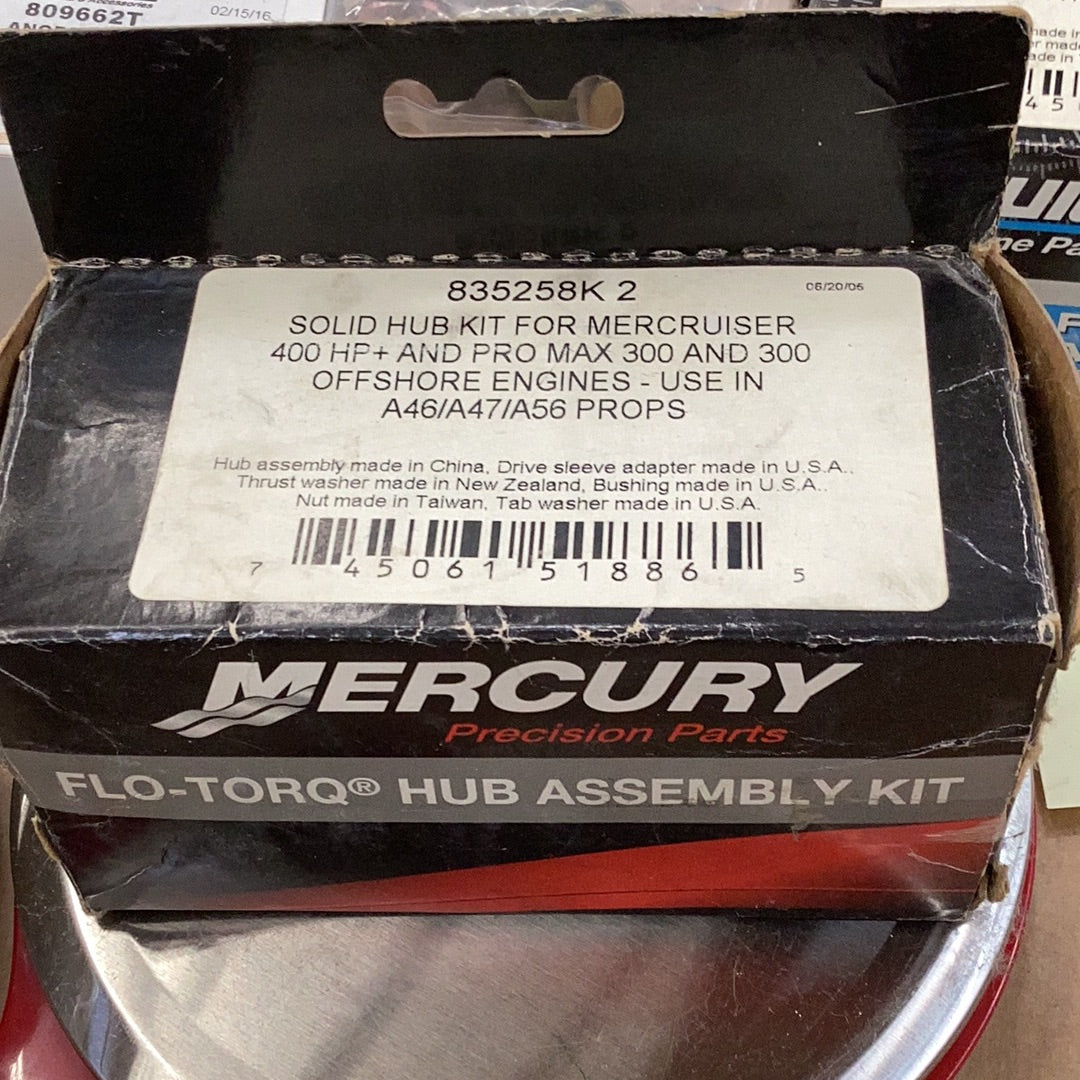 809662T
02/15/16
835258K 2
06/20/06
SOLID HUB KIT FOR MERCRUISER
400 HP+ AND PRO MAX 300 AND 300
OFFSHORE ENGINES - USE IN
A46/A47/A56 PROPS
Hub assembly made in China, Drive sleeve adapter made in U.S.A..
Thrust washer made in New Zealand, Bushing made in U.S.A..
Nut made in Taiwan, Tab washer made in U.S.A.
7 45061 51886 5
MERCURY
Precision Parts
FLO-TORQ® HUB ASSEMBLY KIT